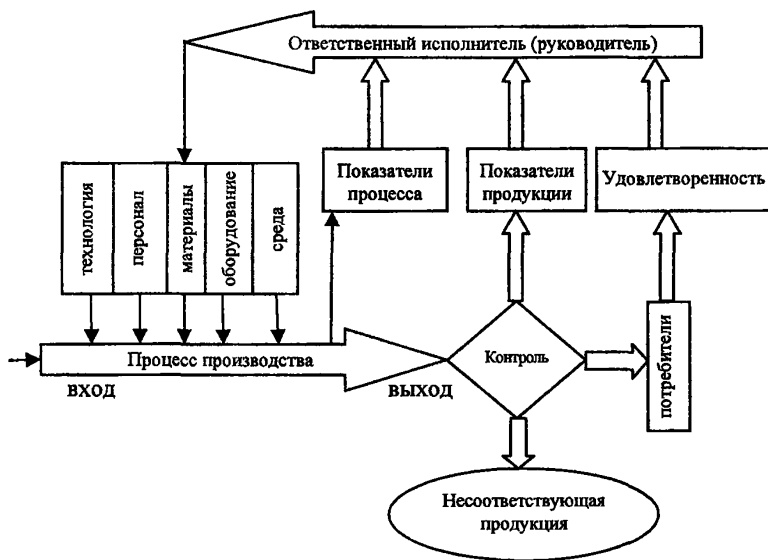 Ответственный исполнитель (руководитель)
технология
персонал
материалы
оборудование
среда
Показатели
процесса
Показатели
продукции
Удовлетворенность
Процесс производства
ВХОД
ВЫХОД
Контроль
потребители
Несоответствующая
продукция